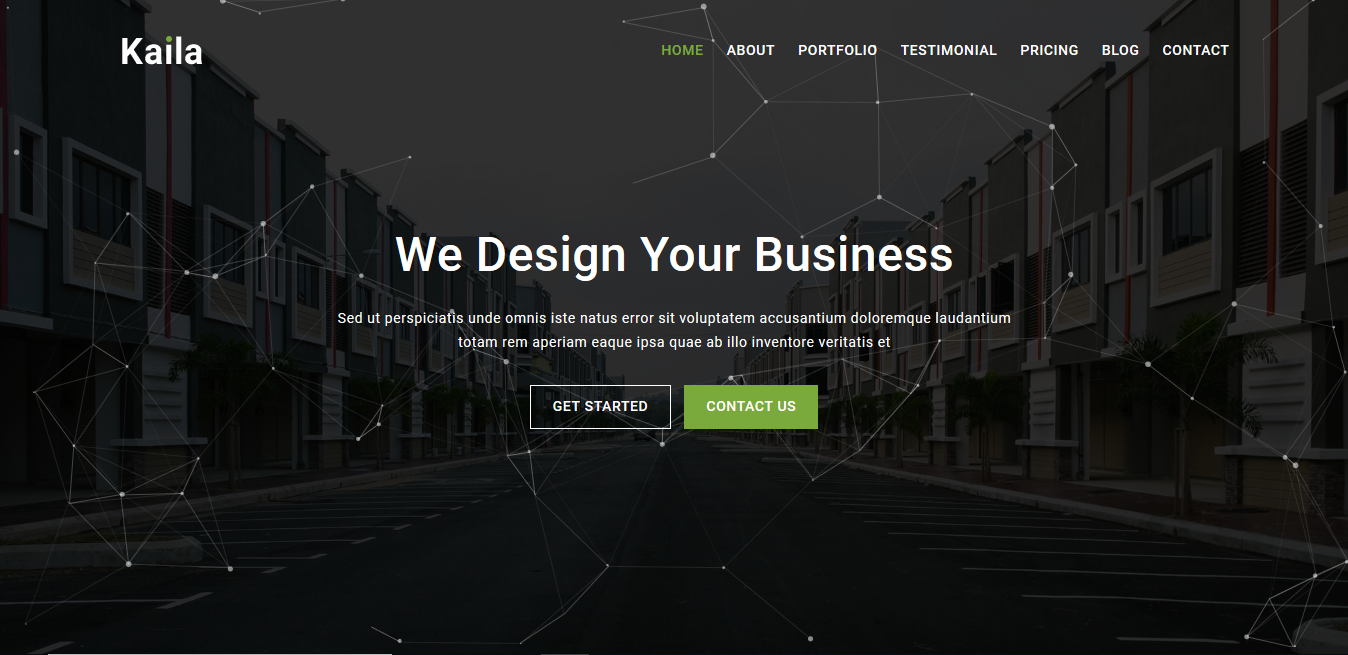 Kaila
HOME ABOUT PORTFOLIO TESTIMONIAL PRICING BLOG CONTACT
We Design Your Business
Sed ut perspiciatis unde omnis iste natus error sit voluptatem accusantium doloremque laudantium
totam rem aperiam eaque ipsa quae ab illo inventore veritatis et
GET STARTED CONTACT US